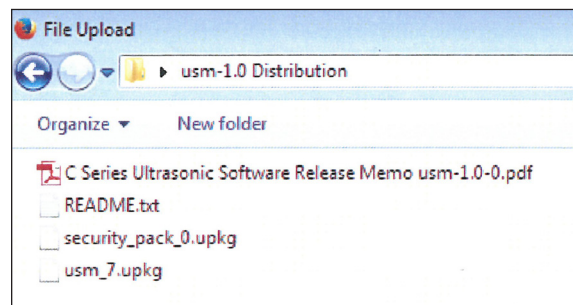 File Upload
usm-1.0 Distribution
Organize
New folder
C Series Ultrasonic Software Release Memo usm-1.0-0.pdf
README.txt
security_pack_0.upkg
usm_7.upkg